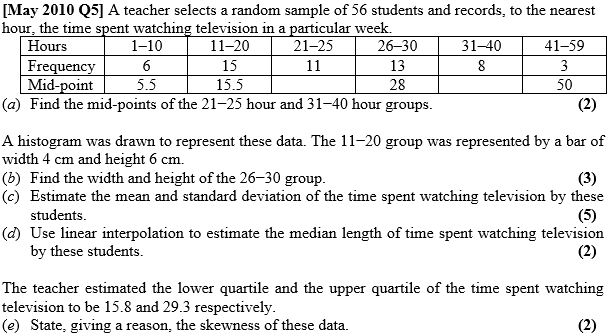 [May 2010 Q5] A teacher selects a random sample of 56 students and records, to the nearest
hour, the time spent watching television in a particular week.
Hours 1–10 11–20 21–25 26–30 31–40 41–59
Frequency 6 15 11 13 8 3
Mid-point 5.5 15.5 28 50
(a) Find the mid-points of the 21−25 hour and 31−40 hour groups. (2)
A histogram was drawn to represent these data. The 11−20 group was represented by a bar of
width 4 cm and height 6 cm.
(b) Find the width and height of the 26−30 group. (3)
(c) Estimate the mean and standard deviation of the time spent watching television by these
students. (5)
(d) Use linear interpolation to estimate the median length of time spent watching television
by these students. (2)
The teacher estimated the lower quartile and the upper quartile of the time spent watching
television to be 15.8 and 29.3 respectively.
(e) State, giving a reason, the skewness of these data. (2)